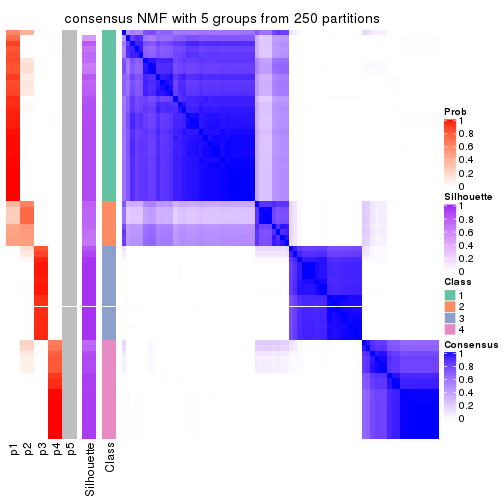 consensus NMF with 5 groups from 250 partitions
Prob
1
0.8
0.6
0.4
0.2
0
Silhouette
1
0.8
0.6
0.4
0.2
0
Class
1
2
3
4
Consensus
1
0.8
0.6
0.4
0.2
0
p1
p2
p3
p4
p5
Silhouette
Class